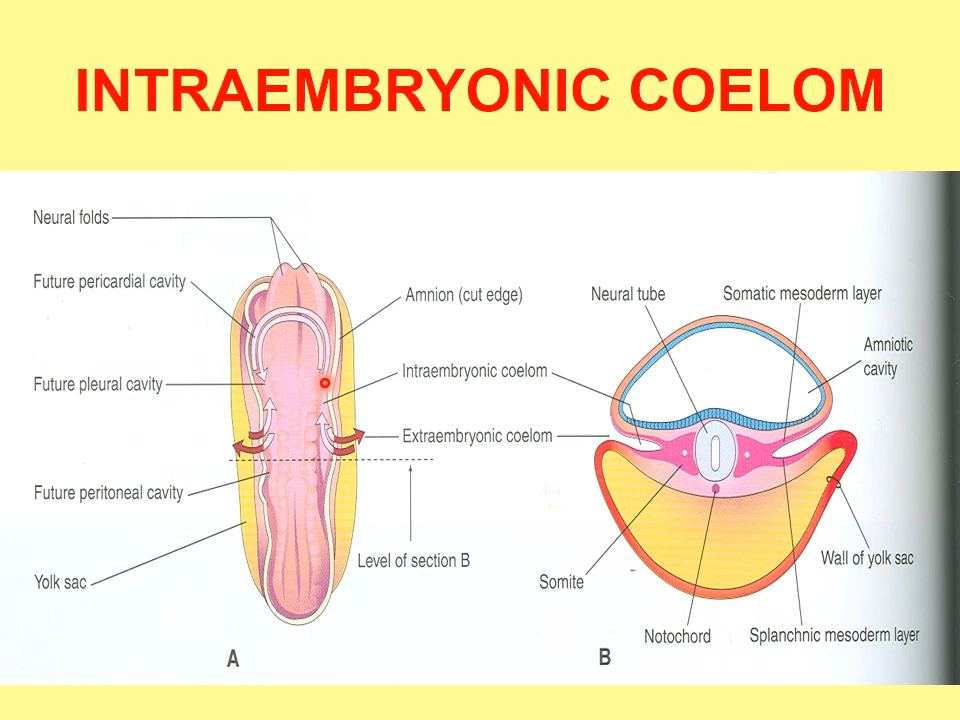 INTRAEMBRYONIC COELOM
Neural folds
Future pericardial cavity
Future pleural cavity
Future peritoneal cavity
Yolk sac
Amnion (cut edge)
Intraembryonic coelom
Extraembryonic coelom
Level of section B
A
Neural tube
Somatic mesoderm layer
Amniotic
cavity
Wall of yolk sac
Somite
Notochord
Splanchnic mesoderm layer
B